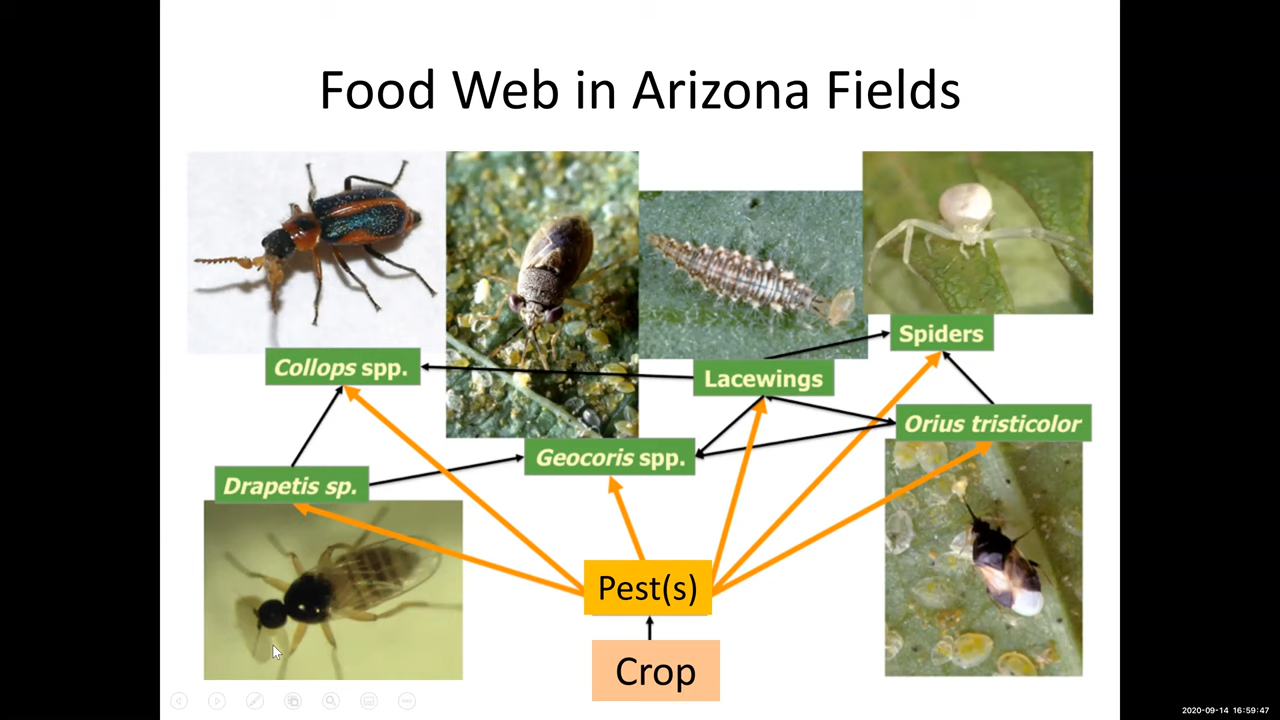 Food Web in Arizona Fields
Spiders
Collops spp.
Lacewings
Orius tristicolor
Geocoris spp.
Drapetis sp.
Pest(s)
Crop
2020-09-14 16:59:47